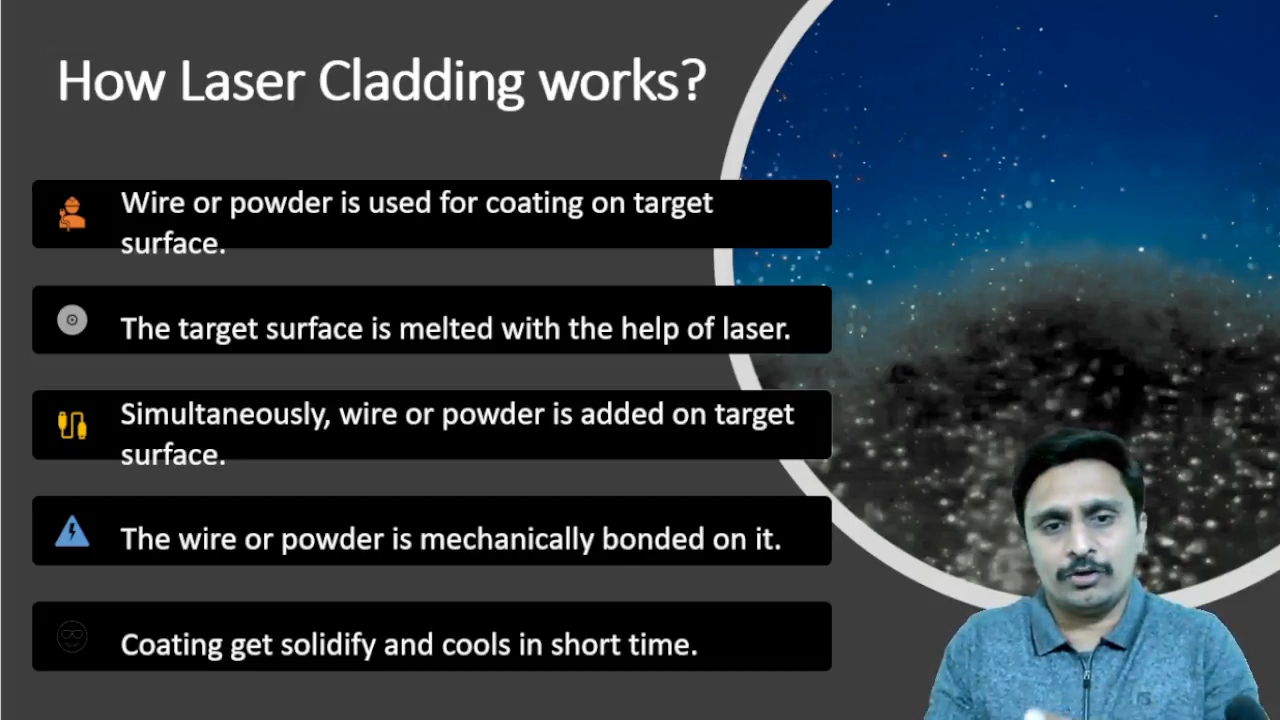 How Laser Cladding works?
Wire or powder is used for coating on target
surface.
The target surface is melted with the help of laser.
Simultaneously, wire or powder is added on target
surface.
The wire or powder is mechanically bonded on it.
Coating get solidify and cools in short time.